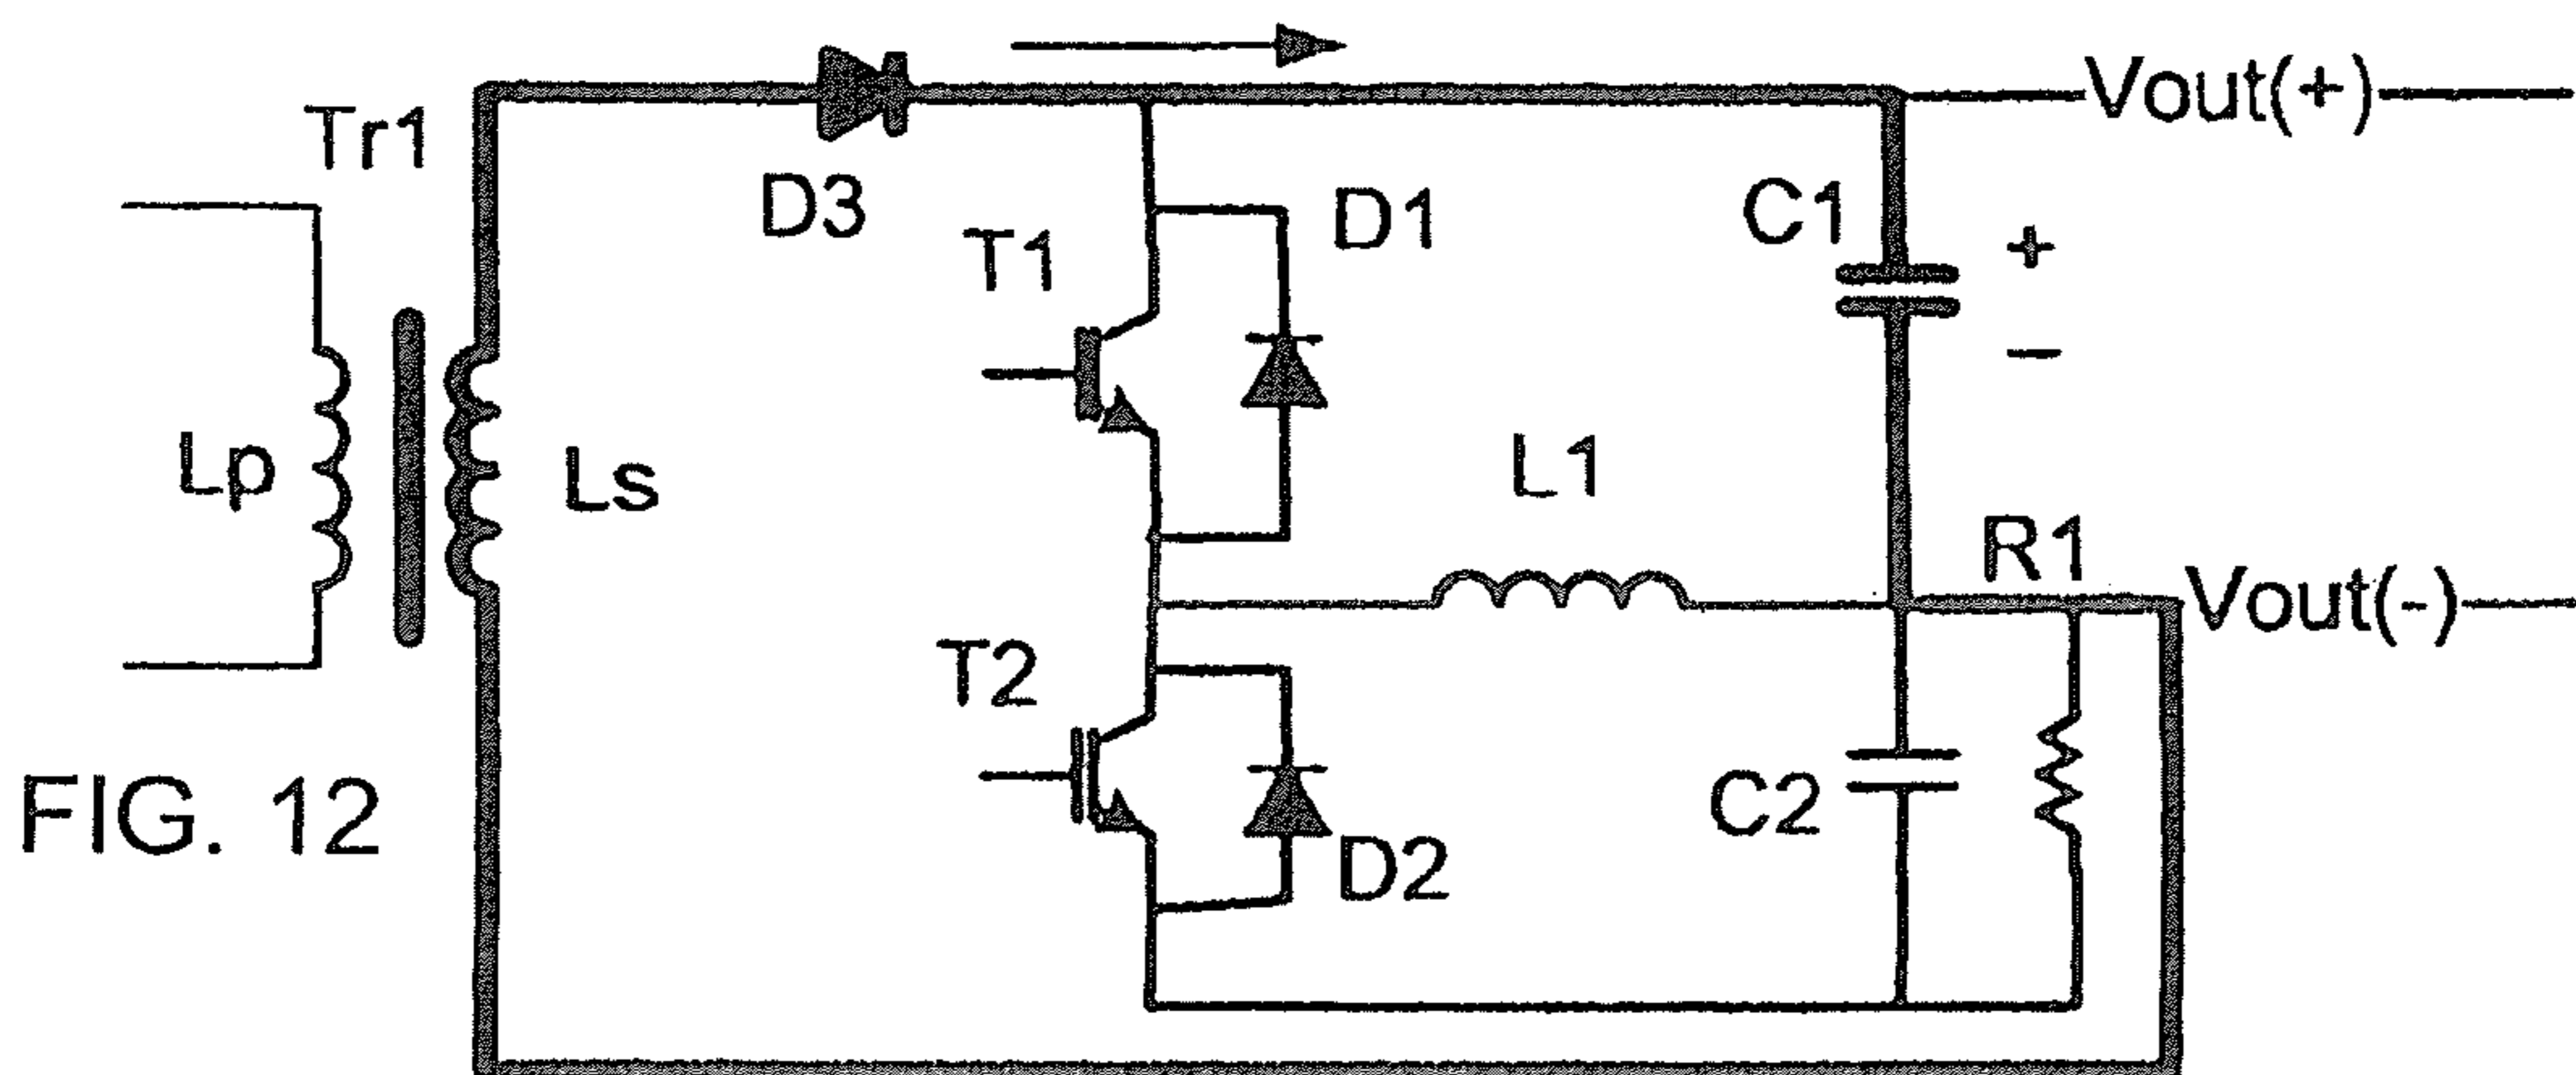 Vout(+)
Tr1
D3
D1
C1
+
T1
−
L1
Lp
Ls
R1
Vout(-)
T2
C2
FIG. 12
D2